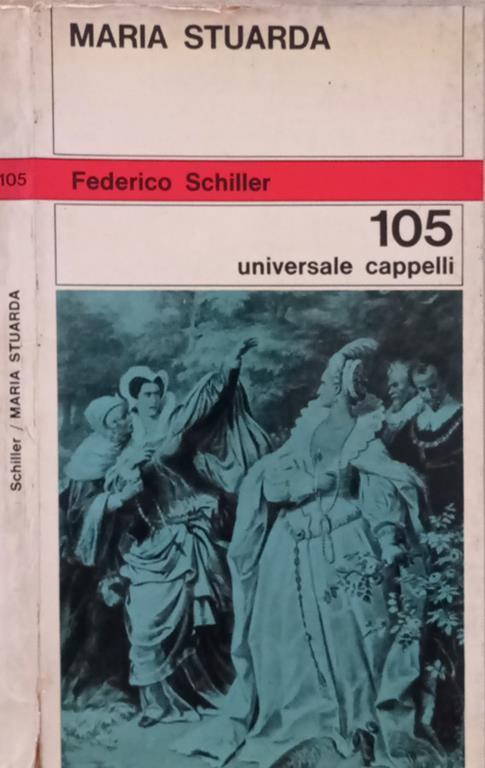 MARIA STUARDA
105
Federico Schiller
105
universale cappelli
Schiller / MARIA STUARDA